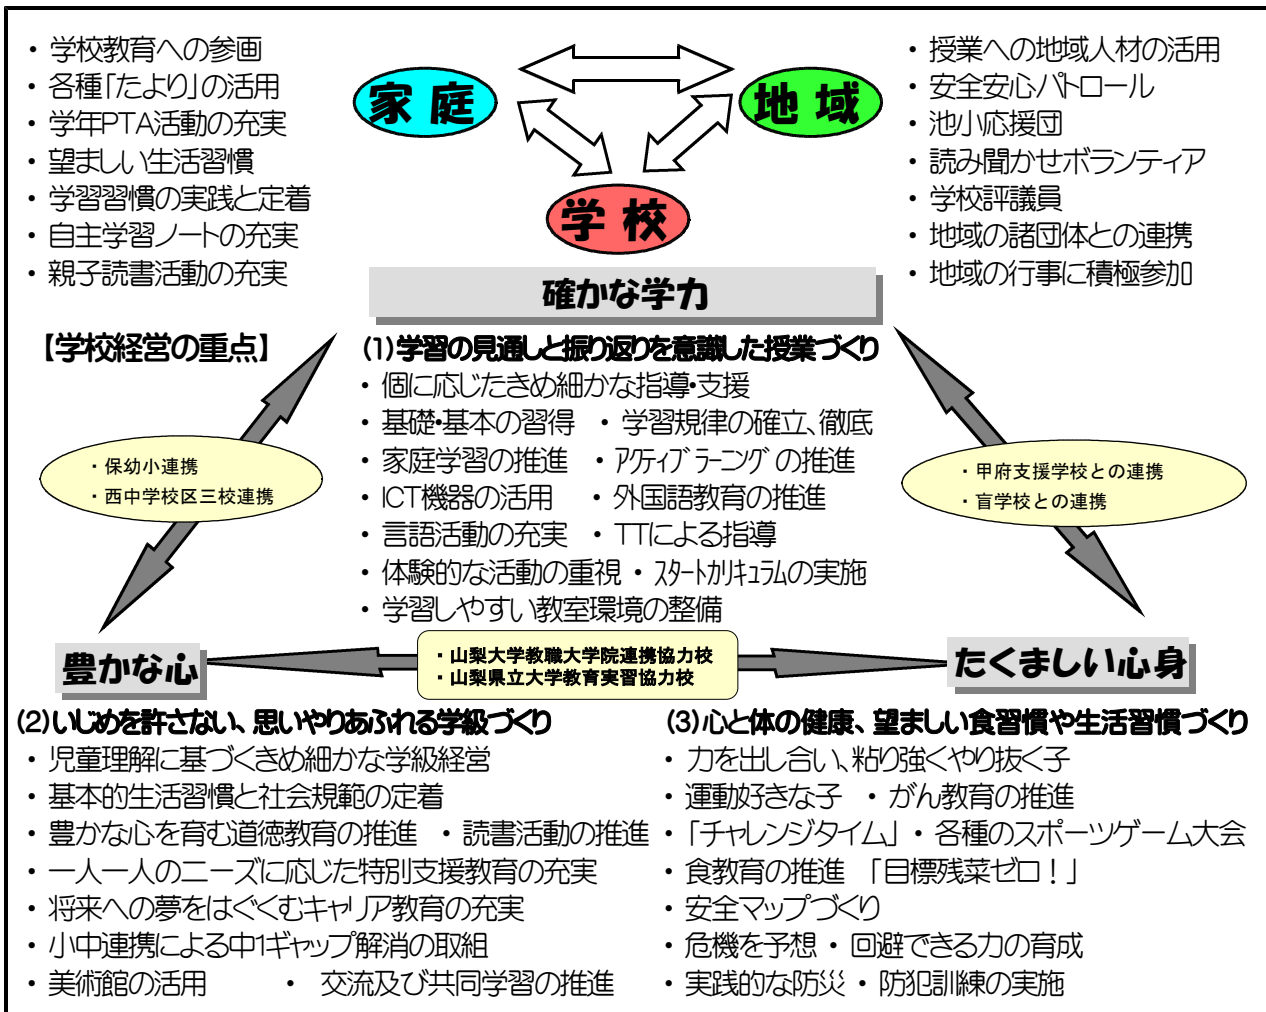 ・ 学校教育への参画
・ 各種「たより」の活用
・ 学年PTA活動の充実
・ 望ましい生活習慣
・ 学習習慣の実践と定着
・ 自主学習ノートの充実
・ 親子読書活動の充実
家 庭
地 域
学 校
・ 授業への地域人材の活用
・ 安全安心パトロール
・ 池小応援団
・ 読み聞かせボランティア
・ 学校評議員
・ 地域の諸団体との連携
・ 地域の行事に積極参加
確かな学力
【学校経営の重点】
(1)学習の見通しと振り返りを意識した授業づくり
・ 個に応じたきめ細かな指導・支援
・ 基礎・基本の習得 ・ 学習規律の確立、徹底
・ 家庭学習の推進 ・ アクティブラーニングの推進
・ ICT機器の活用 ・ 外国語教育の推進
・ 言語活動の充実 ・ TTによる指導
・ 体験的な活動の重視 ・ スタートカリキュラムの実施
・ 学習しやすい教室環境の整備
・保幼小連携
・西中学校区三校連携
・甲府支援学校との連携
・盲学校との連携
豊かな心
・山梨大学教職大学院連携協力校
・山梨県立大学教育実習協力校
たくましい心身
(2)いじめを許さない、思いやりあふれる学級づくり
・ 児童理解に基づくきめ細かな学級経営
・ 基本的生活習慣と社会規範の定着
・ 豊かな心を育む道徳教育の推進 ・ 読書活動の推進
・ 一人一人のニーズに応じた特別支援教育の充実
・ 将来への夢をはぐくむキャリア教育の充実
・ 小中連携による中1ギャップ解消の取組
・ 美術館の活用 ・ 交流及び共同学習の推進
(3)心と体の健康、望ましい食習慣や生活習慣づくり
・ 力を出し合い、粘り強くやり抜く子
・ 運動好きな子 ・ がん教育の推進
・ 「チャレンジタイム」 ・ 各種のスポーツゲーム大会
・ 食教育の推進 「目標残菜ゼロ！」
・ 安全マップづくり
・ 危機を予想 ・ 回避できる力の育成
・ 実践的な防災 ・ 防犯訓練の実施